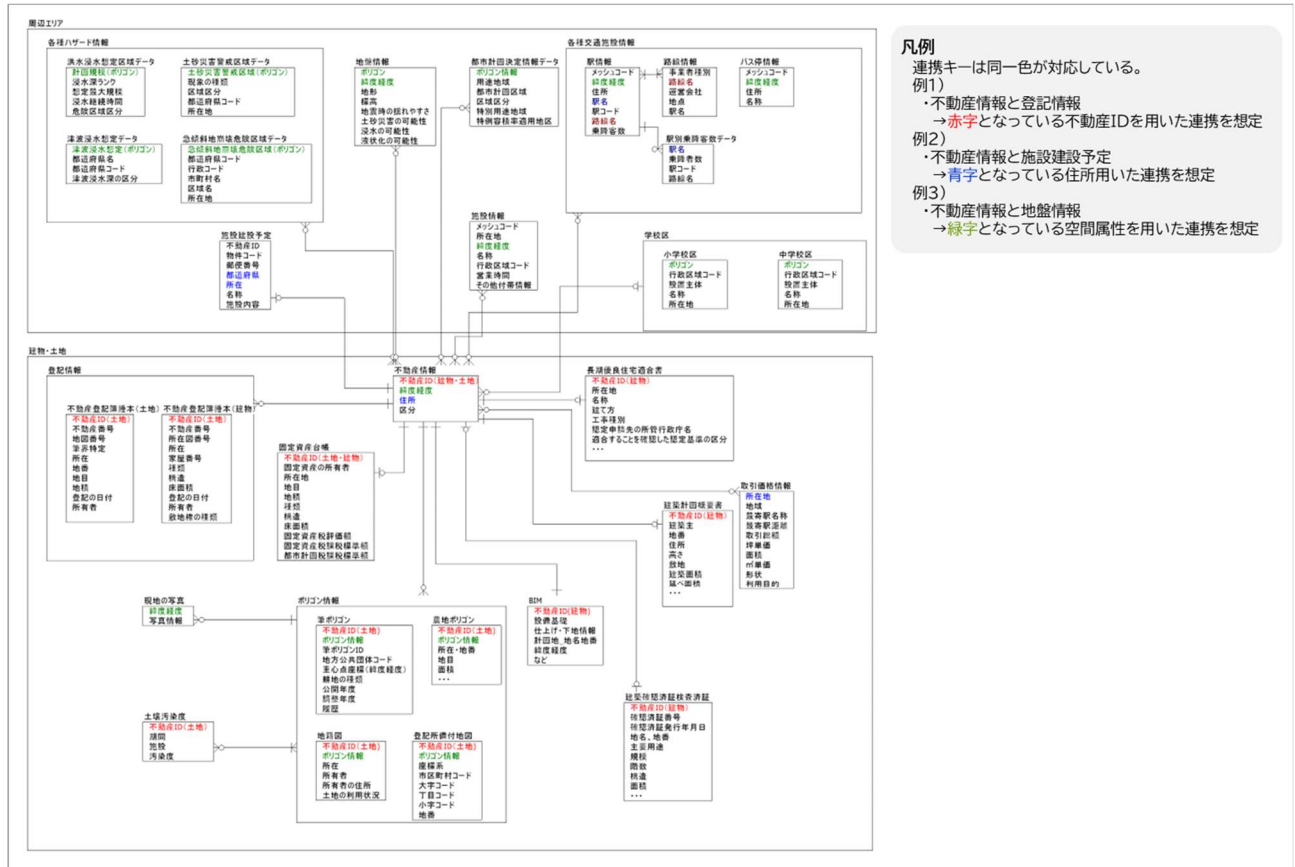 周辺エリア
各種ハザード情報
洪水浸水想定区域データ
計画規模(ポリゴン)
浸水深ランク
想定最大規模
浸水継続時間
危険区域区分
土砂災害警戒区域データ
土砂災害警戒区域(ポリゴン)
現象の種類
区域区分
都道府県コード
所在地
津波浸水想定データ
津波浸水想定(ポリゴン)
都道府県名
都道府県コード
津波浸水深の区分
急傾斜地崩壊危険区域データ
急傾斜地崩壊危険区域(ポリゴン)
都道府県コード
行政コード
市町村名
区域名
所在地
地盤情報
ポリゴン
緯度経度
地形
標高
地震時の揺れやすさ
土砂災害の可能性
浸水の可能性
液状化の可能性
都市計画決定情報データ
ポリゴン情報
用途地域
都市計画区域
区域区分
特別用途地域
特例容積率適用地区
各種交通施設情報
駅情報
メッシュコード
緯度経度
住所
駅名
駅コード
路線名
乗降客数
路線情報
事業者種別
路線名
運営会社
地点
駅名
バス停情報
メッシュコード
緯度経度
住所
名称
駅別乗降客数データ
駅名
乗降者数
駅コード
路線名
施設建設予定
不動産ID
物件コード
郵便番号
都道府県
所在
名称
施設内容
施設情報
メッシュコード
所在地
緯度経度
名称
行政区域コード
営業時間
その他付帯情報
学校区
小学校区
ポリゴン
行政区域コード
設置主体
名称
所在地
中学校区
ポリゴン
行政区域コード
設置主体
名称
所在地
建物・土地
登記情報
不動産登記簿謄本(土地)
不動産ID(土地)
不動産番号
地図番号
筆界特定
所在
地番
地目
地積
登記の日付
所有者
不動産登記簿謄本(建物)
不動産ID(土地)
不動産番号
所在図番号
所在
家屋番号
種類
構造
床面積
登記の日付
所有者
敷地権の種類
不動産情報
不動産ID(建物・土地)
緯度経度
住所
区分
固定資産台帳
不動産ID(土地・建物)
固定資産の所有者
所在地
地目
地積
種類
構造
床面積
固定資産税評価額
固定資産税課税標準額
都市計画税課税標準額
長期優良住宅適合書
不動産ID(建物)
所在地
名称
建て方
工事種別
認定申請先の所管行政庁名
適合することを確認した認定基準の区分
・・・
取引価格情報
所在地
地域
最寄駅名称
最寄駅距離
取引総額
坪単価
面積
㎡単価
形状
利用目的
建築計画概要書
不動産ID(建物)
建築主
地番
住所
高さ
敷地
建築面積
延べ面積
・・・
現地の写真
緯度経度
写真情報
ポリゴン情報
筆ポリゴン
不動産ID(土地)
ポリゴン情報
筆ポリゴンID
地方公共団体コード
重心点座標(緯度経度)
耕地の種類
公開年度
調整年度
履歴
農地ポリゴン
不動産ID(土地)
ポリゴン情報
所在・地番
地目
面積
・・・
BIM
不動産ID(建物)
設備基礎
仕上げ・下地情報
計画地_地名地番
緯度経度
など
土壌汚染度
不動産ID(土地)
期間
施設
汚染度
地籍図
不動産ID(土地)
ポリゴン情報
所在
所有者
所有者の住所
土地の利用状況
登記所備付地図
不動産ID(土地)
ポリゴン情報
座標系
市区町村コード
大字コード
丁目コード
小字コード
地番
建築確認済証検査済証
不動産ID(建物)
確認済証番号
確認済証発行年月日
地名、地番
主要用途
規模
階数
構造
面積
・・・
凡例
連携キーは同一色が対応している。
例1)
・不動産情報と登記情報
→赤字となっている不動産IDを用いた連携を想定
例2)
・不動産情報と施設建設予定
→青字となっている住所用いた連携を想定
例3)
・不動産情報と地盤情報
→緑字となっている空間属性を用いた連携を想定